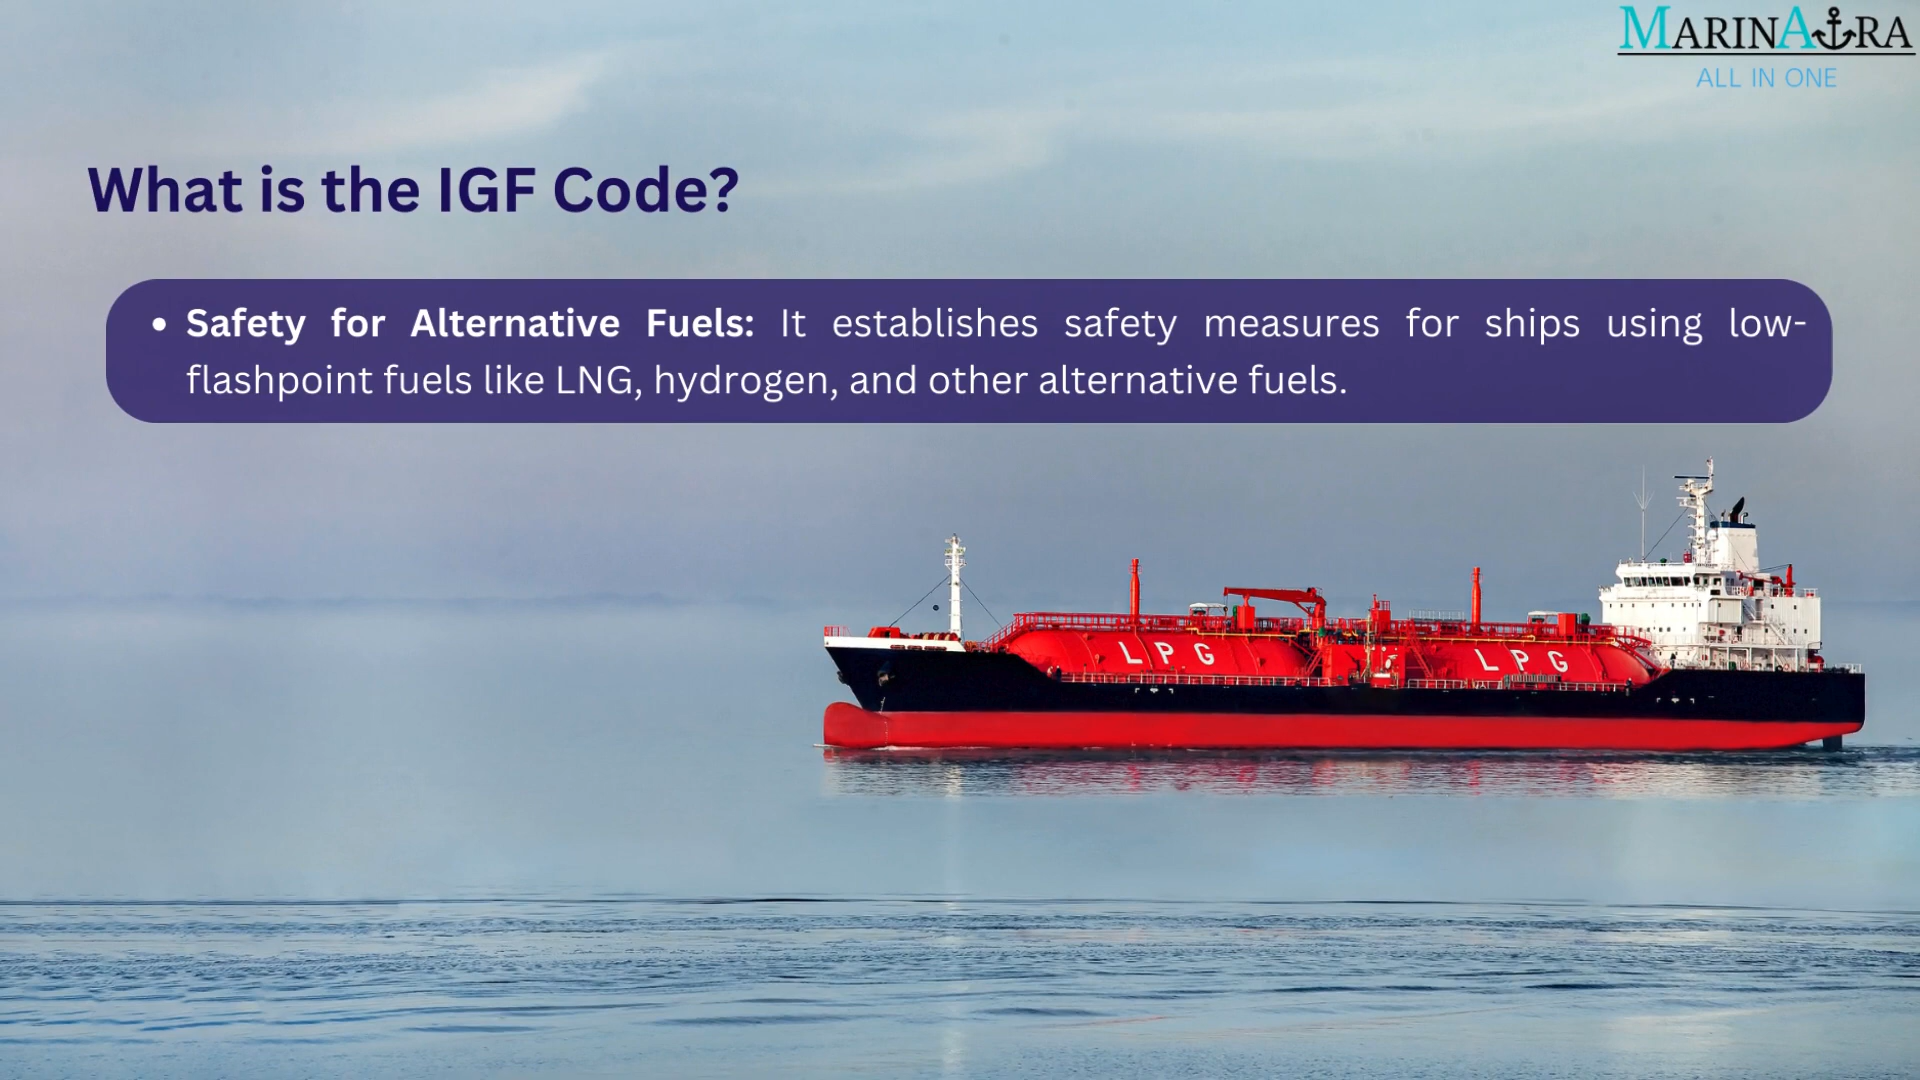 MARINAURA
ALL IN ONE
What is the IGF Code?
• Safety for Alternative Fuels: It establishes safety measures for ships using low-
flashpoint fuels like LNG, hydrogen, and other alternative fuels.
LPG LPG